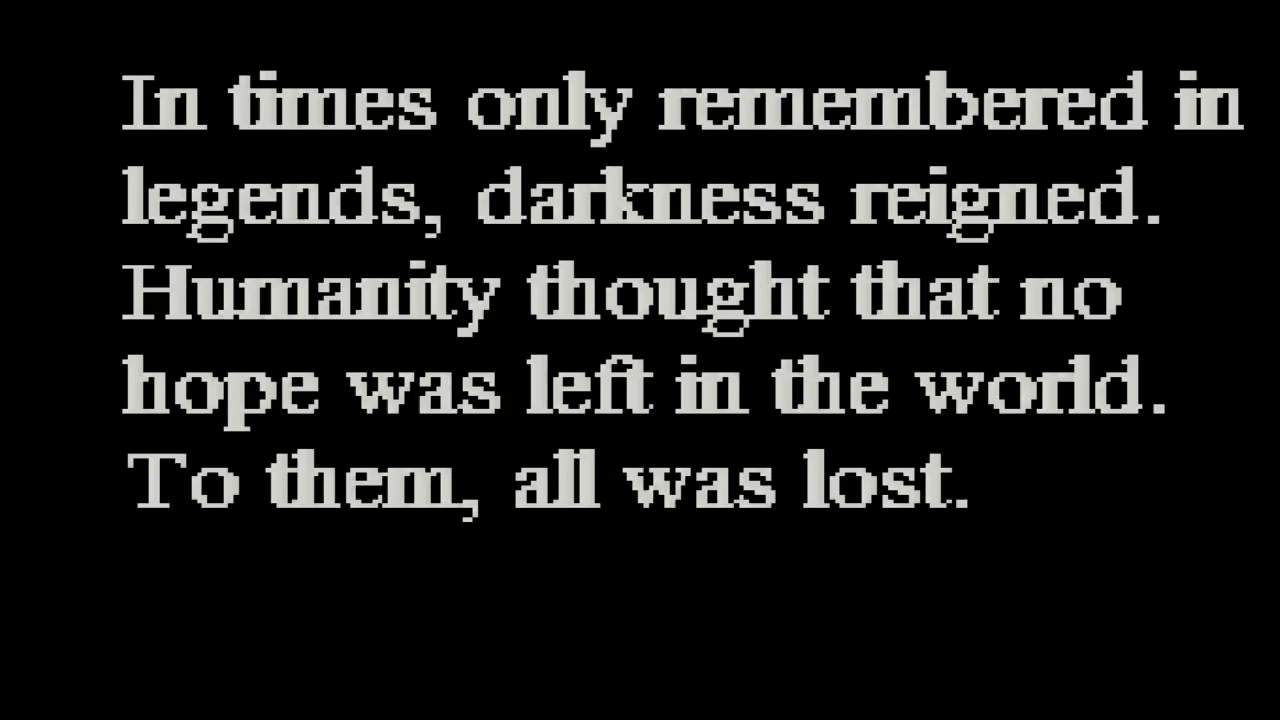 In times only remembered in
legends, darkness reigned.
Humanity thought that no
hope was left in the world.
To them, all was lost.